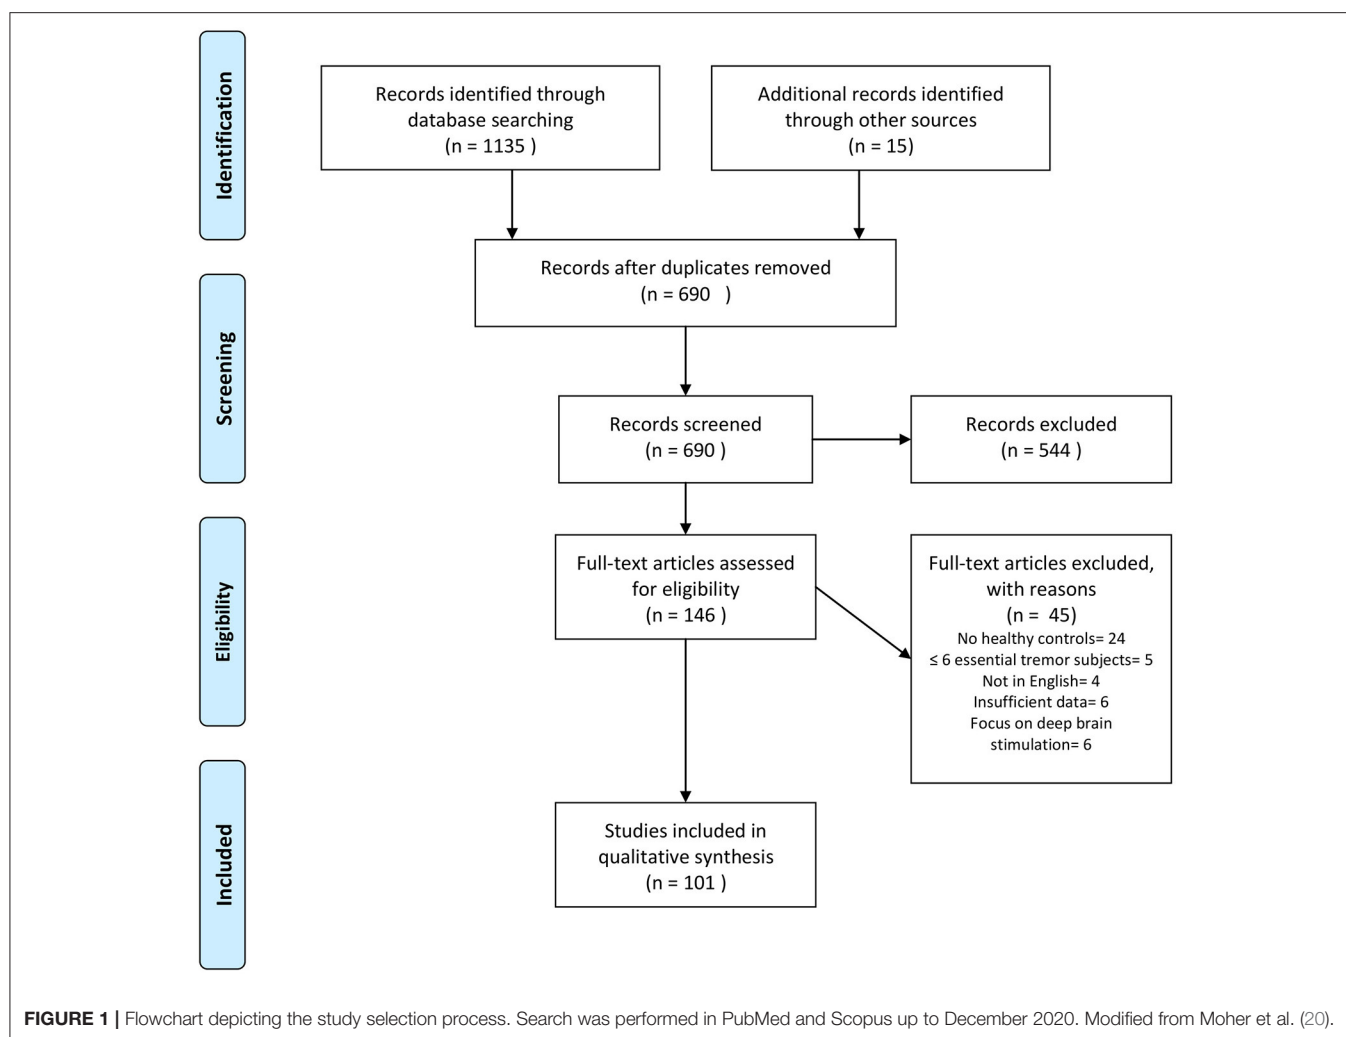 Identification
Records identified through
database searching
(n = 1135 )
Additional records identified
through other sources
(n = 15)
Records after duplicates removed
(n = 690   )
Screening
Records screened
(n = 690 )
Records excluded
(n = 544 )
Eligibility
Full-text articles assessed
for eligibility
(n = 146 )
Full-text articles excluded,
with reasons
(n =  45)
No healthy controls= 24
≤ 6 essential tremor subjects= 5
Not in English= 4
Insufficient data= 6
Focus on deep brain
stimulation= 6
Included
Studies included in
qualitative synthesis
(n = 101 )
FIGURE 1 | Flowchart depicting the study selection process. Search was performed in PubMed and Scopus up to December 2020. Modified from Moher et al. (20).